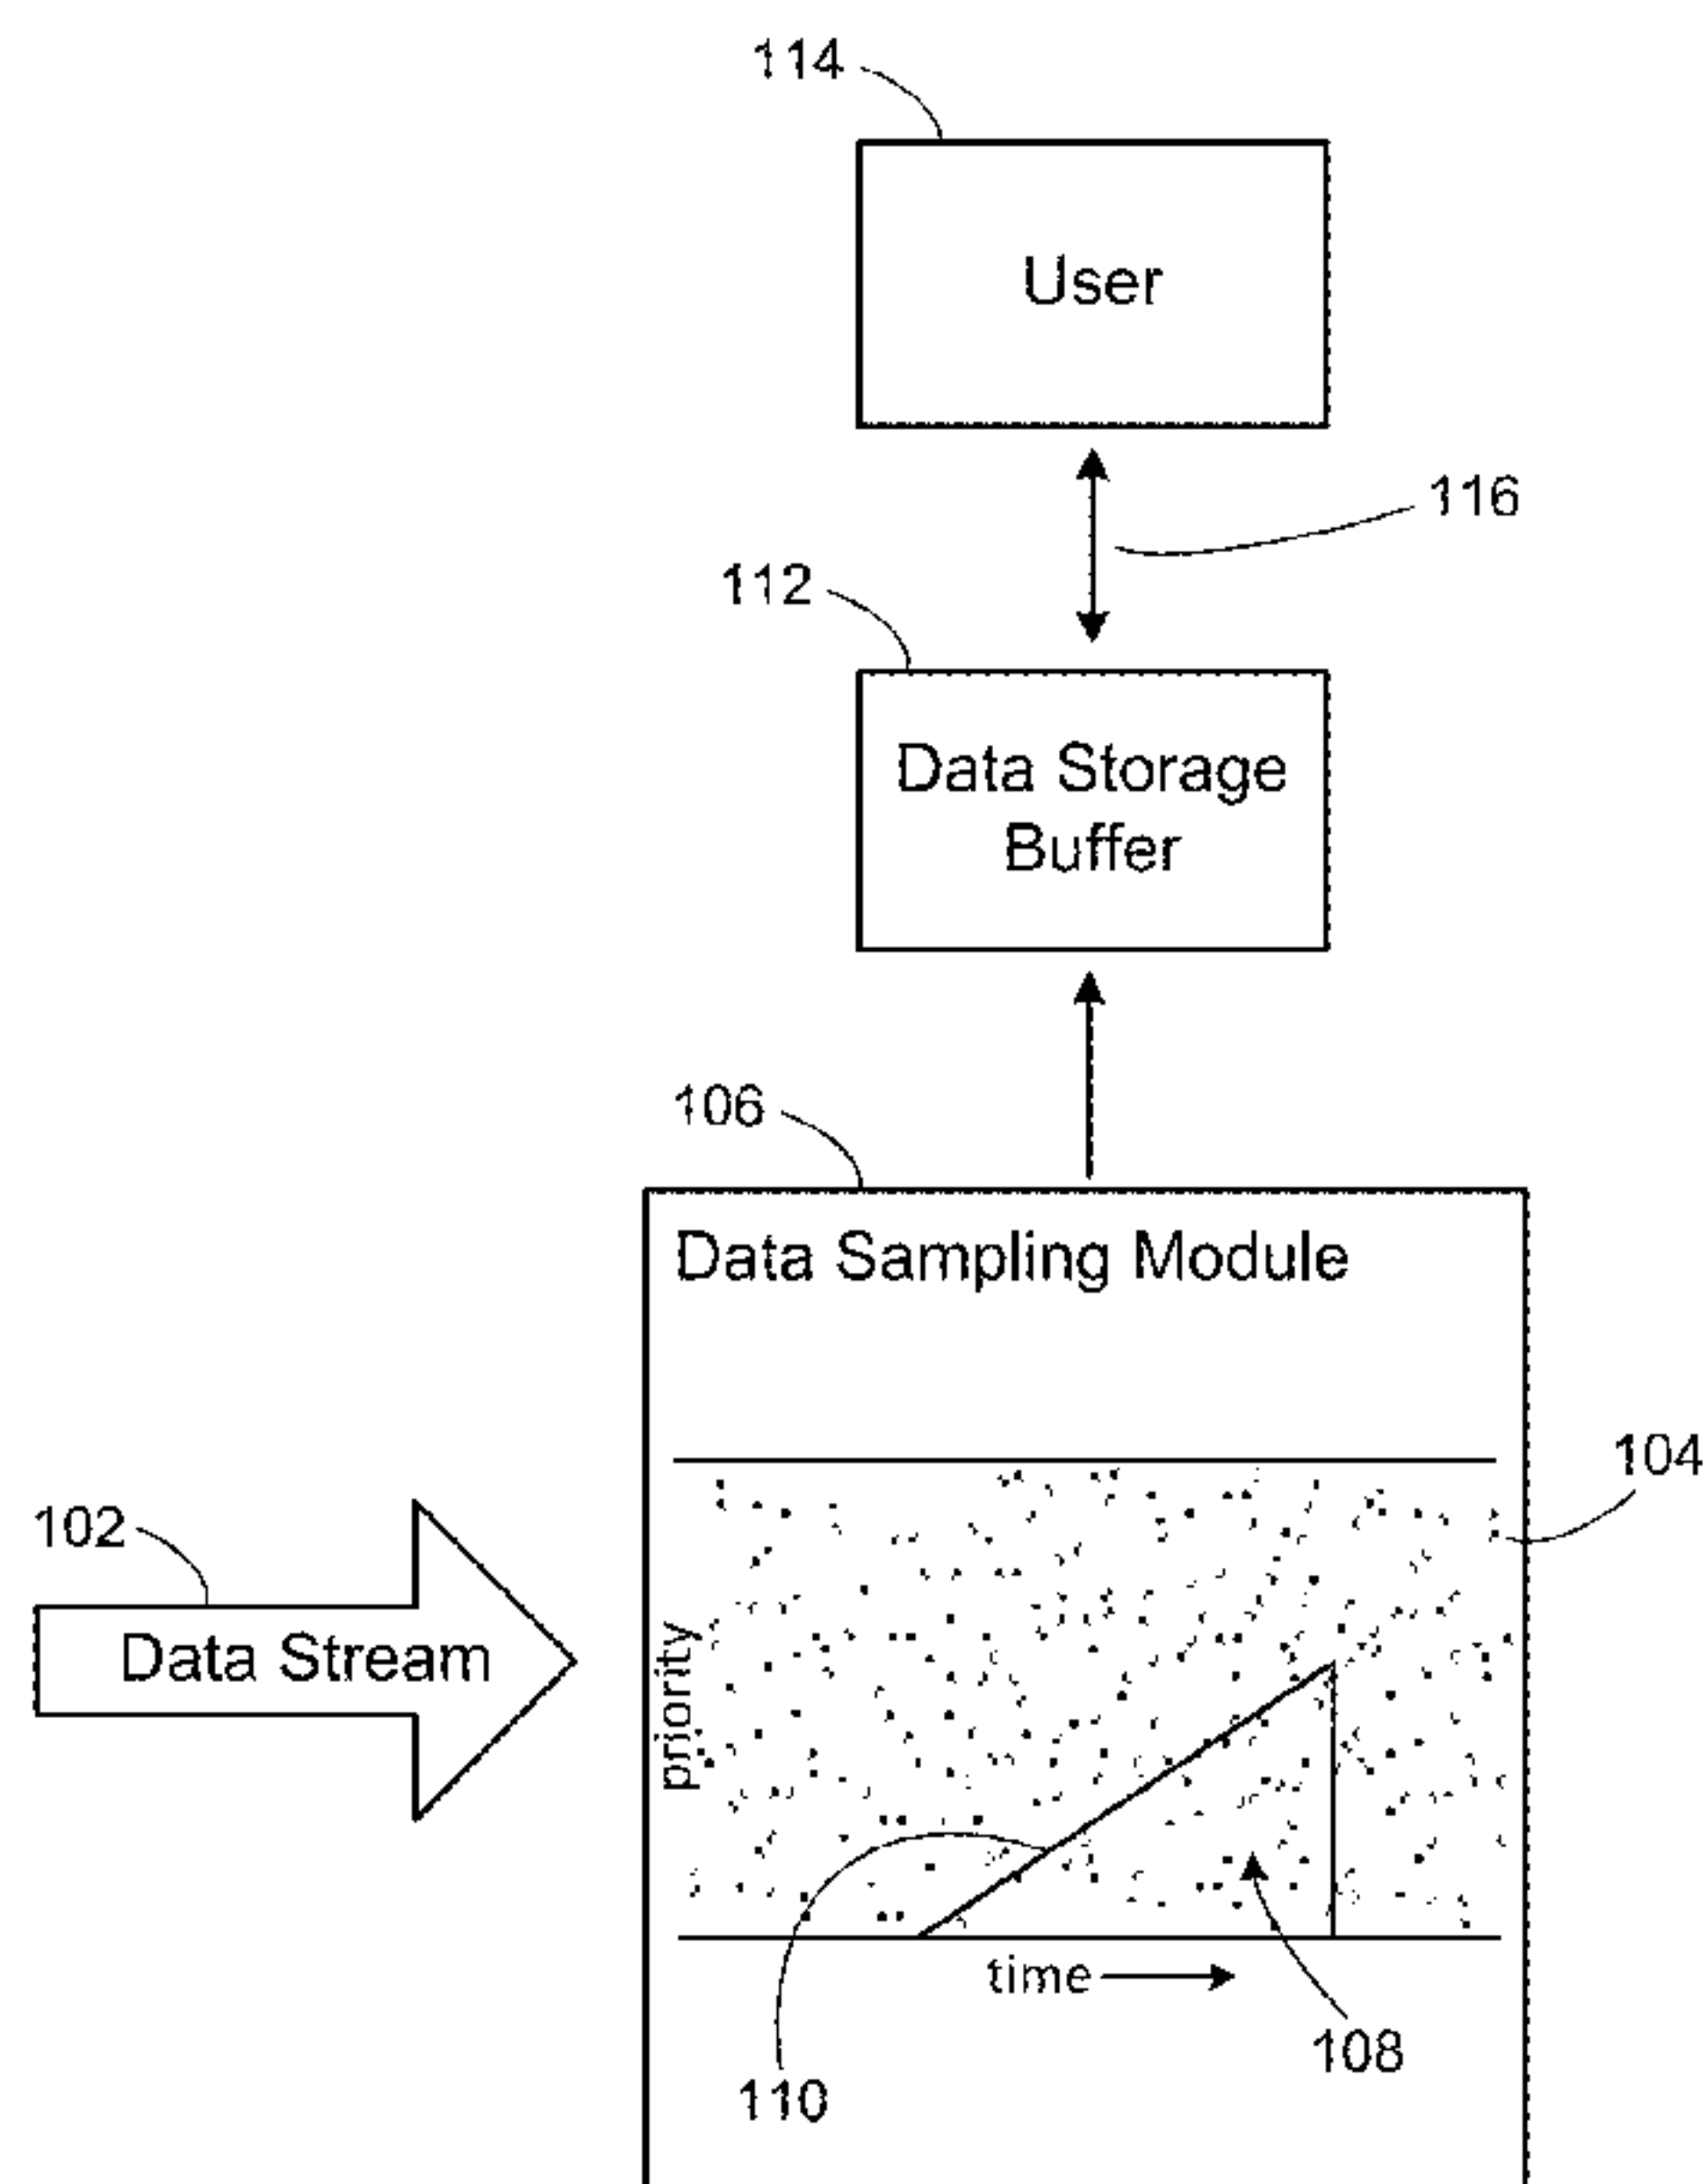 114
User
116
112
Data Storage
Buffer
106
Data Sampling Module
104
102
Data Stream
priority
time
108
110